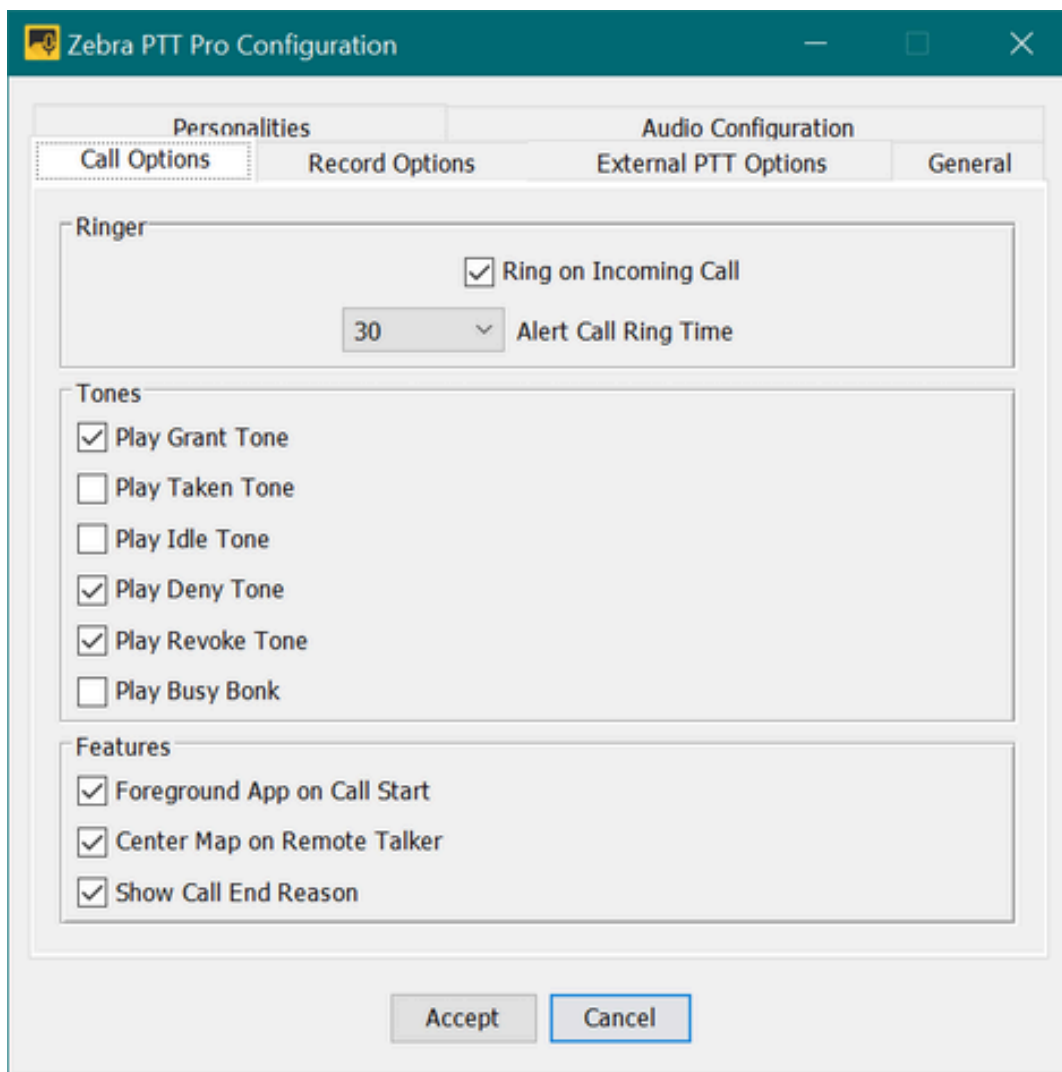 Zebra PTT Pro Configuration
Personalities Audio Configuration
Call Options Record Options External PTT Options General
Ringer
Ring on Incoming Call
30 Alert Call Ring Time
Tones
Play Grant Tone
Play Taken Tone
Play Idle Tone
Play Deny Tone
Play Revoke Tone
Play Busy Bonk
Features
Foreground App on Call Start
Center Map on Remote Talker
Show Call End Reason
Accept Cancel